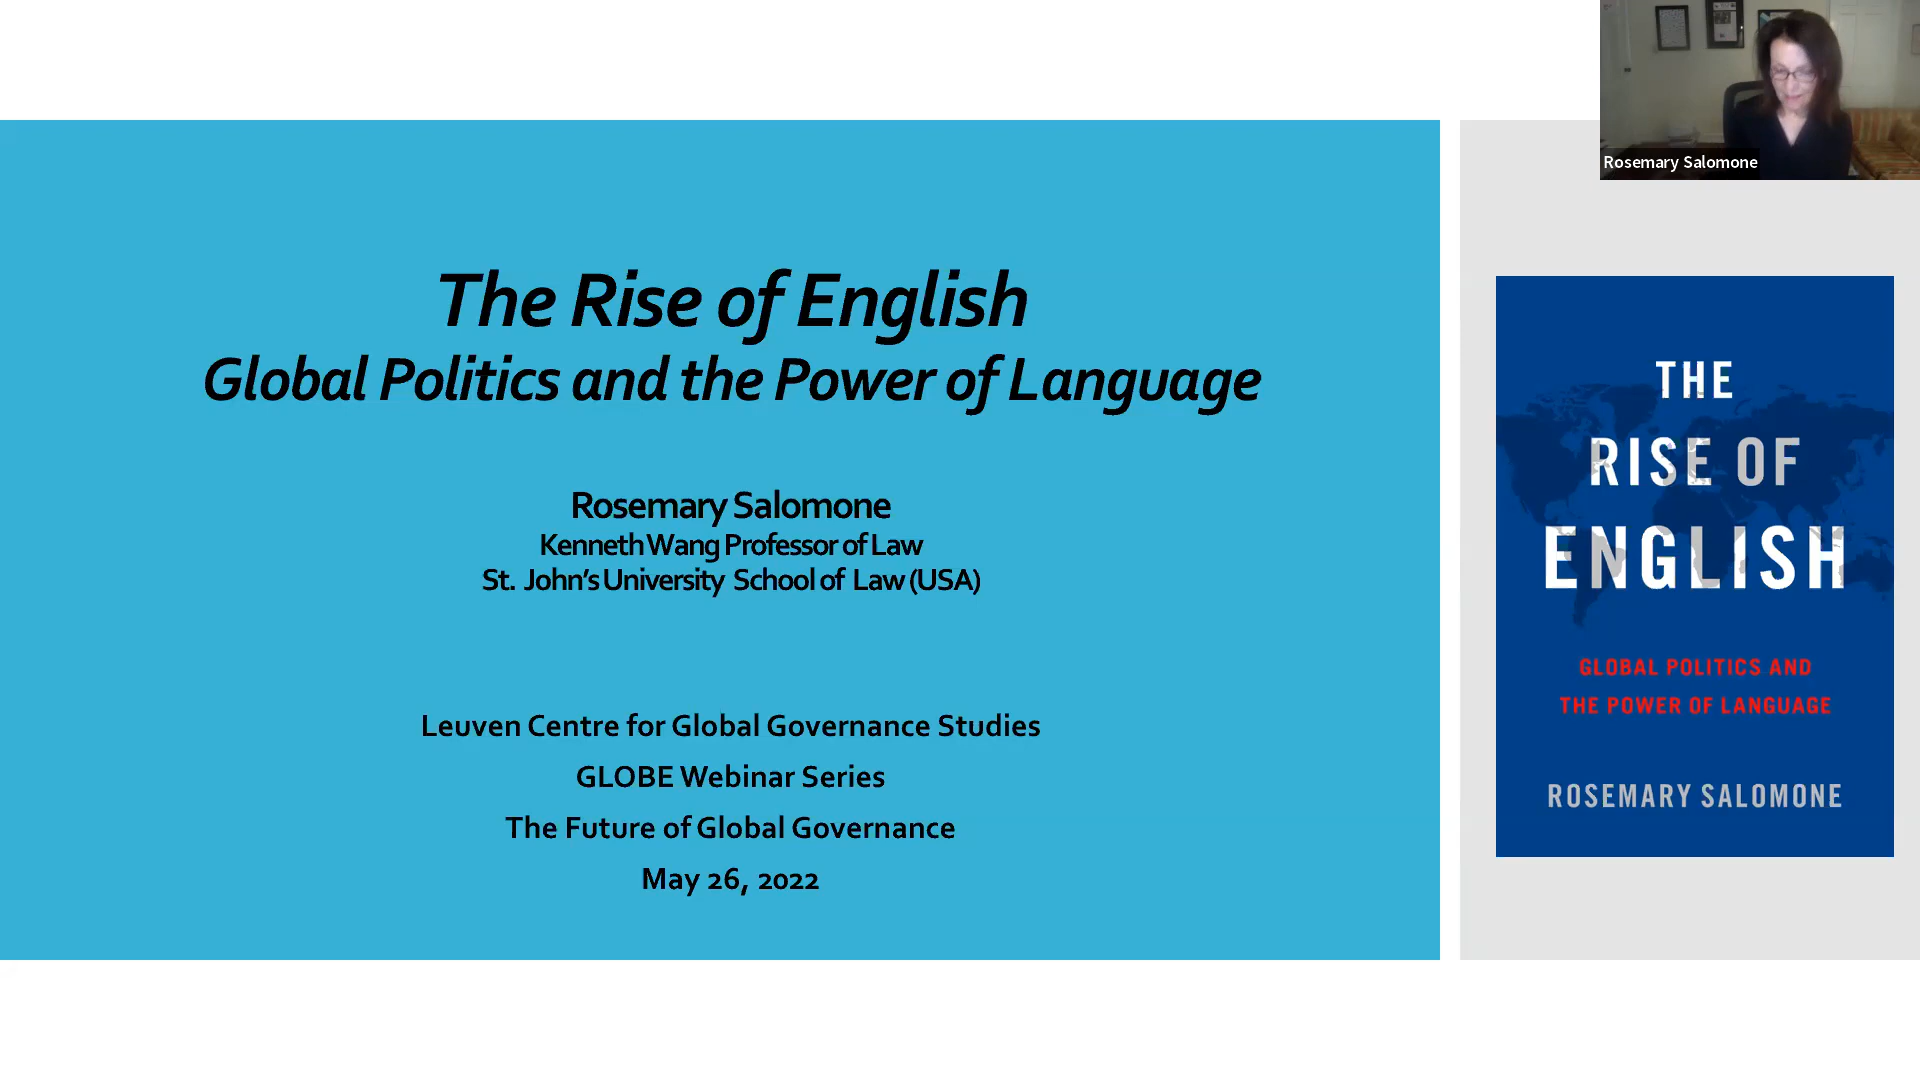 The Rise of English
Global Politics and the Power of Language
Rosemary Salomone
Kenneth Wang Professor of Law
St. John's University School of Law (USA)
Leuven Centre for Global Governance Studies
GLOBE Webinar Series
The Future of Global Governance
May 26, 2022
Rosemary Salomone
THE
RISE OF
ENGLISH
GLOBAL POLITICS AND
THE POWER OF LANGUAGE
ROSEMARY SALOMONE